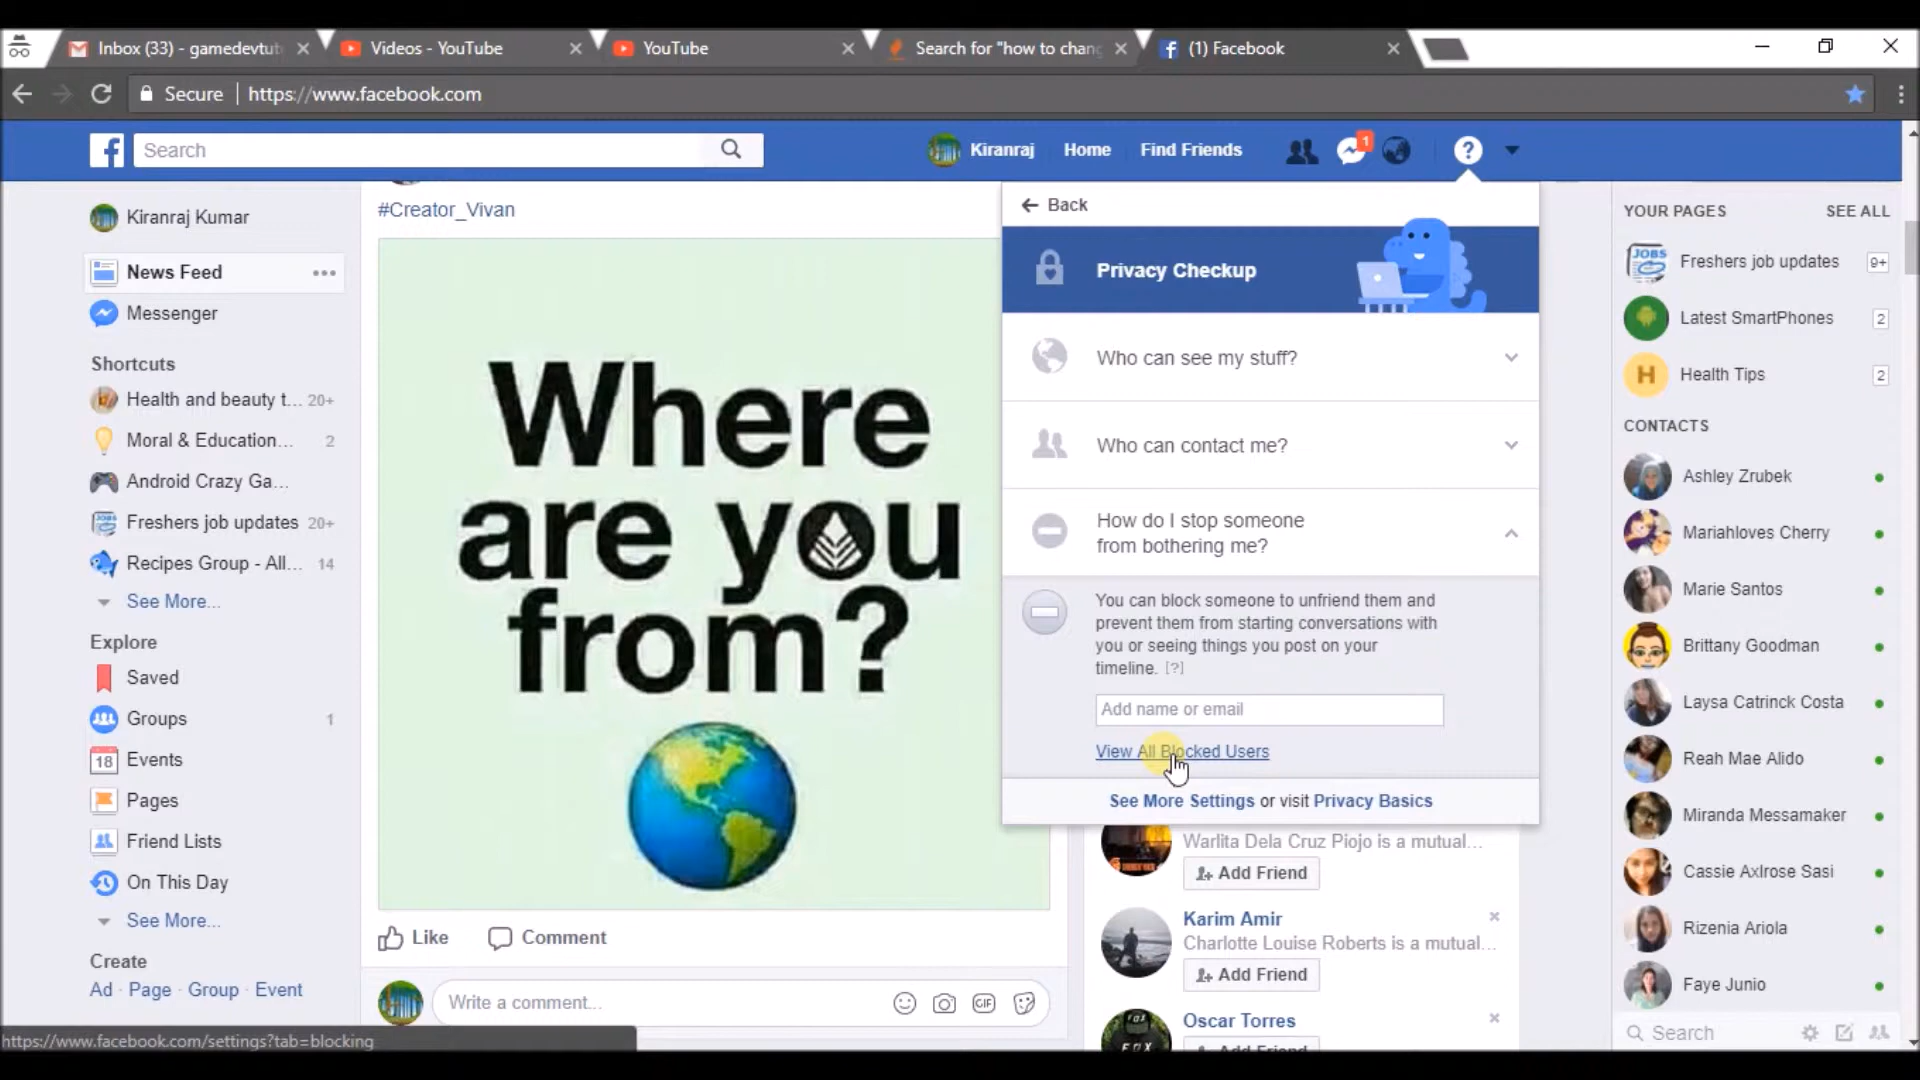 Inbox (33) - gamedevtut
Videos - YouTube
YouTube
Search for "how to chang
(1) Facebook
Secure
https://www.facebook.com
Search
Kiranraj
Home
Find Friends
1
?
Kiranraj Kumar
News Feed
Messenger
Shortcuts
Health and beauty t... 20+
Moral & Education... 2
Android Crazy Ga...
Freshers job updates 20+
Recipes Group - All... 14
See More...
Explore
Saved
Groups 1
18 Events
Pages
Friend Lists
On This Day
See More...
Create
Ad · Page · Group · Event
https://www.facebook.com/settings?tab=blocking
#Creator_Vivan
Where
are you
from?
Like
Comment
Write a comment...
GIF
Back
Privacy Checkup
Who can see my stuff?
Who can contact me?
How do I stop someone
from bothering me?
You can block someone to unfriend them and
prevent them from starting conversations with
you or seeing things you post on your
timeline. [?]
Add name or email
View All Blocked Users
See More Settings or visit Privacy Basics
Warlita Dela Cruz Piojo is a mutual...
Add Friend
Karim Amir
Charlotte Louise Roberts is a mutual...
Add Friend
FOX
Oscar Torres
Add Friend
YOUR PAGES
SEE ALL
JOBS
Freshers job updates 9+
Latest SmartPhones 2
H
Health Tips 2
CONTACTS
Ashley Zrubek
Mariahloves Cherry
Marie Santos
Brittany Goodman
Laysa Catrinck Costa
Reah Mae Alido
Miranda Messamaker
Cassie Axlrose Sasi
Rizenia Ariola
Faye Junio
Search